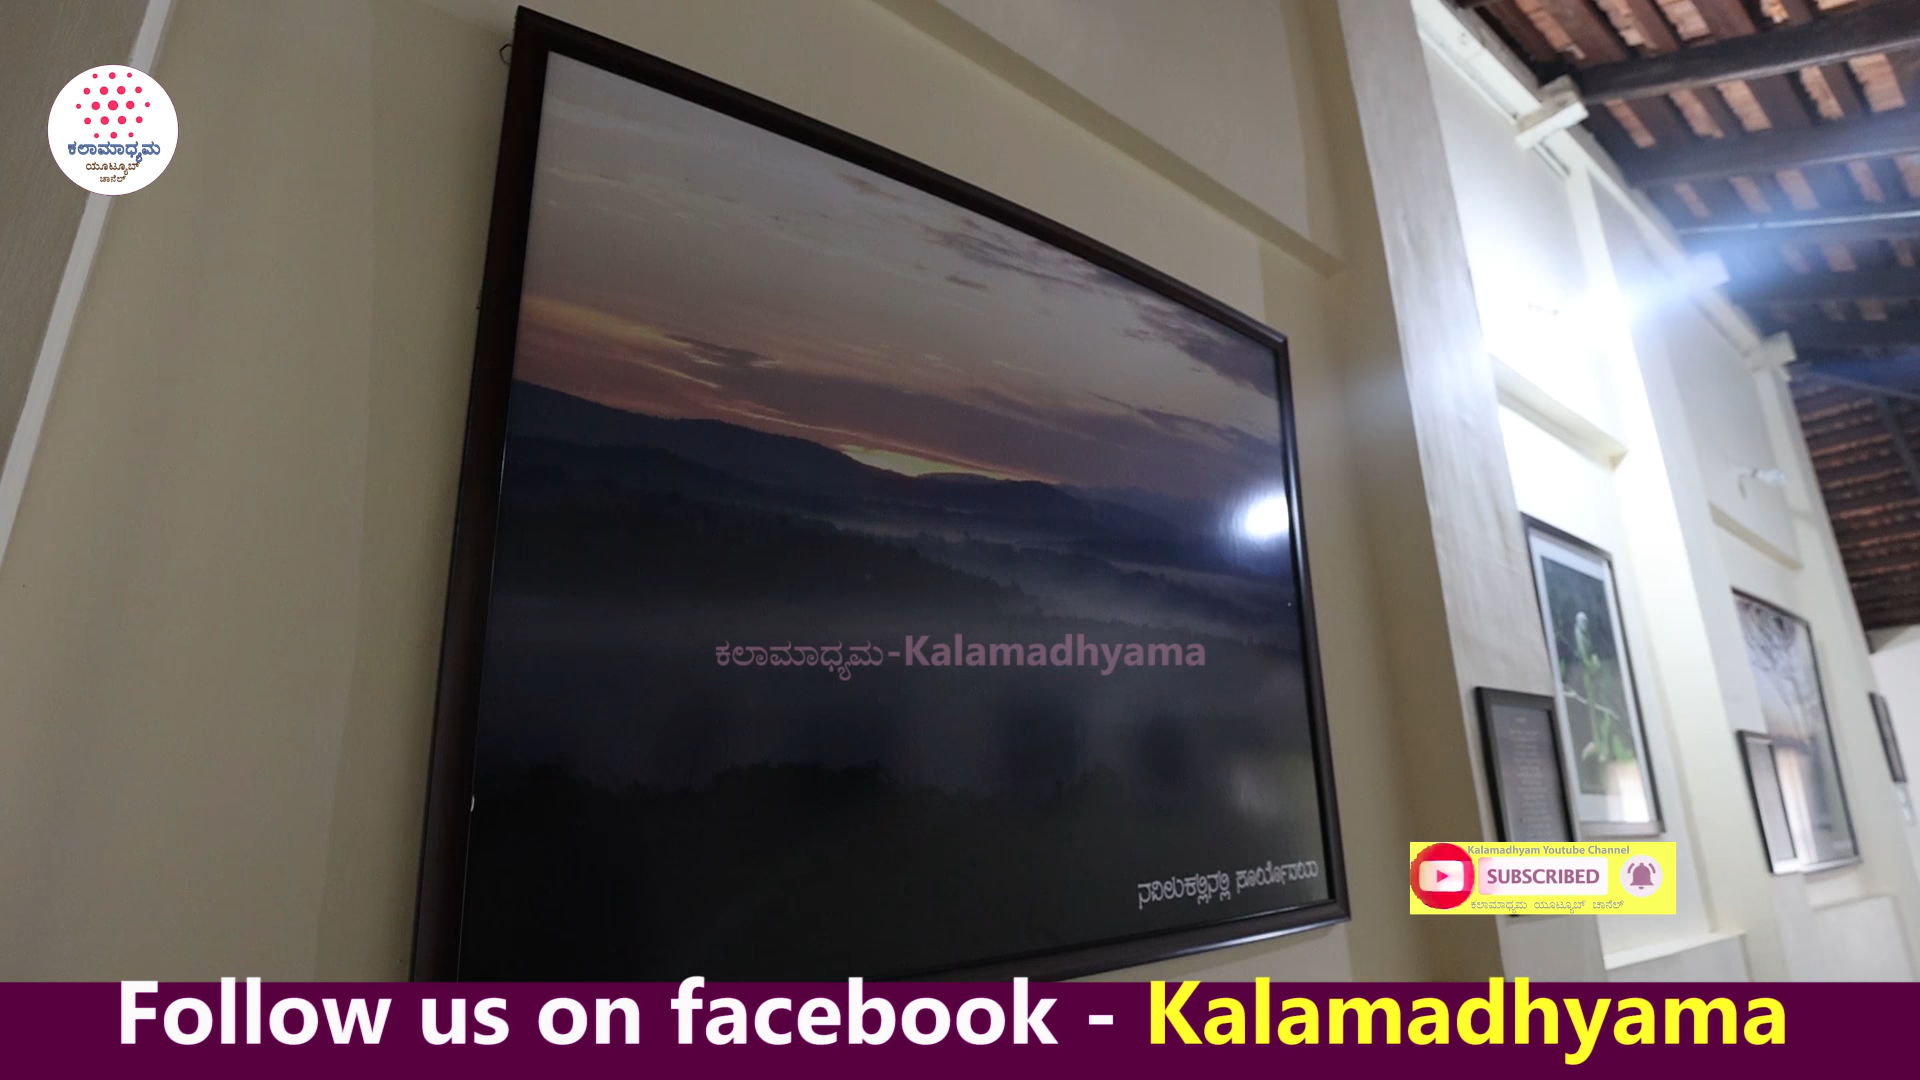 ಕಲಾಮಾಧ್ಯಮ
ಯೂಟ್ಯೂಬ್
ಚಾನೆಲ್
ಕಲಾಮಾಧ್ಯಮ-Kalamadhyama
ನವಿಲುಕಲ್ಲಿನಲ್ಲಿ ಸೂರ್ಯೋದಯ
Kalamadhyam Youtube Channel
SUBSCRIBED
ಕಲಾಮಾಧ್ಯಮ ಯೂಟ್ಯೂಬ್ ಚಾನೆಲ್
Follow us on facebook - Kalamadhyama